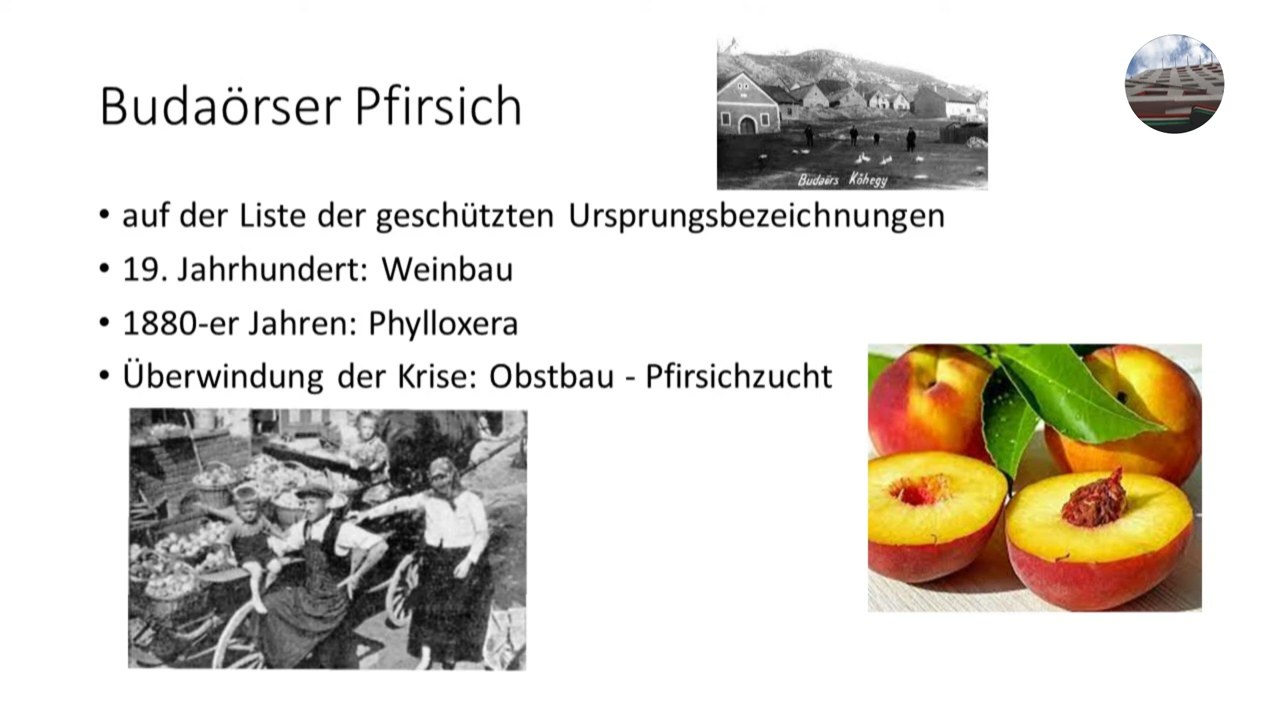 Budaörser Pfirsich
Budaörs Kőhegy
• auf der Liste der geschützten Ursprungsbezeichnungen
• 19. Jahrhundert: Weinbau
• 1880-er Jahren: Phylloxera
• Überwindung der Krise: Obstbau - Pfirsichzucht